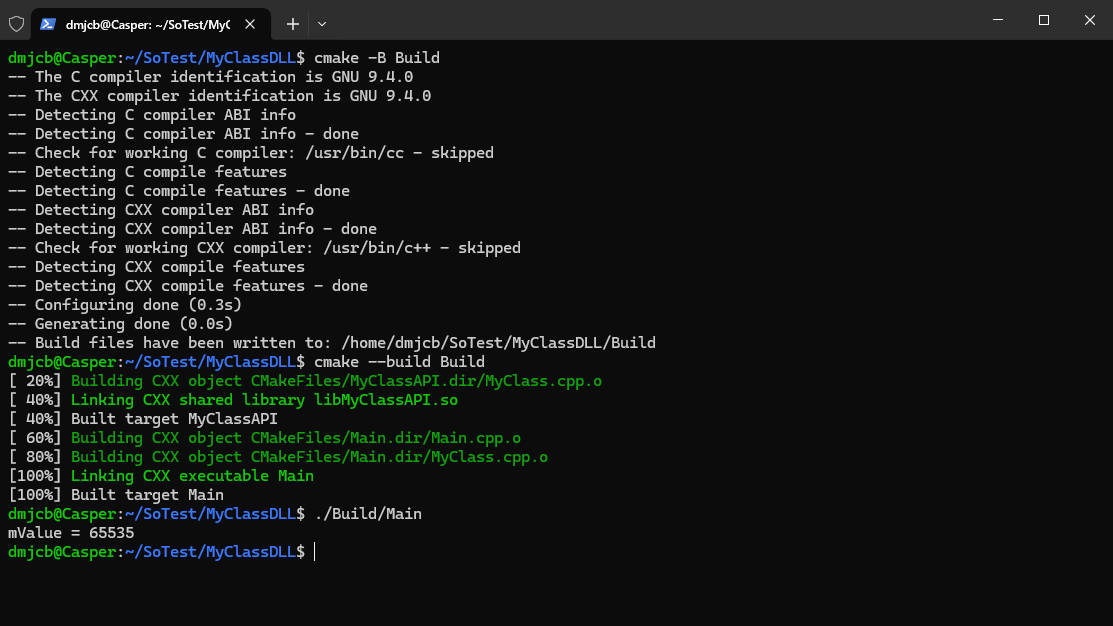 dmjcb@Casper: ~/SoTest/MyC
dmjcb@Casper:~/SoTest/MyClassDLL$ cmake -B Build
-- The C compiler identification is GNU 9.4.0
-- The CXX compiler identification is GNU 9.4.0
-- Detecting C compiler ABI info
-- Detecting C compiler ABI info - done
-- Check for working C compiler: /usr/bin/cc - skipped
-- Detecting C compile features
-- Detecting C compile features - done
-- Detecting CXX compiler ABI info
-- Detecting CXX compiler ABI info - done
-- Check for working CXX compiler: /usr/bin/c++ - skipped
-- Detecting CXX compile features
-- Detecting CXX compile features - done
-- Configuring done (0.3s)
-- Generating done (0.0s)
-- Build files have been written to: /home/dmjcb/SoTest/MyClassDLL/Build
dmjcb@Casper:~/SoTest/MyClassDLL$ cmake --build Build
[ 20%] Building CXX object CMakeFiles/MyClassAPI.dir/MyClass.cpp.o
[ 40%] Linking CXX shared library libMyClassAPI.so
[ 40%] Built target MyClassAPI
[ 60%] Building CXX object CMakeFiles/Main.dir/Main.cpp.o
[ 80%] Building CXX object CMakeFiles/Main.dir/MyClass.cpp.o
[100%] Linking CXX executable Main
[100%] Built target Main
dmjcb@Casper:~/SoTest/MyClassDLL$ ./Build/Main
mValue = 65535
dmjcb@Casper:~/SoTest/MyClassDLL$